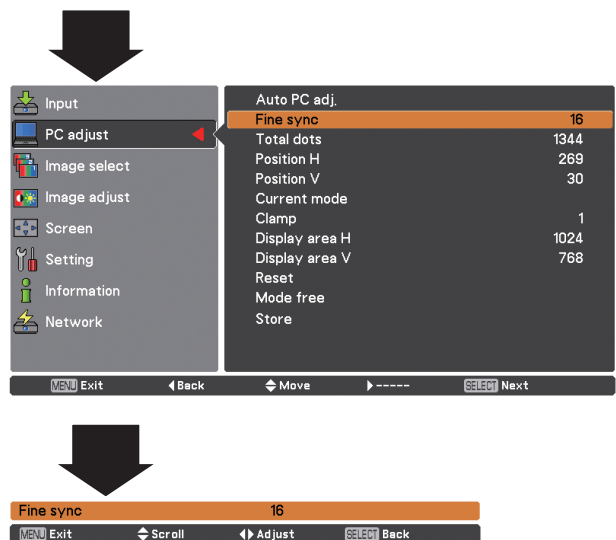 Input
PC adjust
Image select
Image adjust
Screen
Setting
Information
Network
Auto PC adj.
Fine sync 16
Total dots 1344
Position H 269
Position V 30
Current mode
Clamp 1
Display area H 1024
Display area V 768
Reset
Mode free
Store
MENU Exit Back Move ----- SELECT Next
Fine sync 16
MENU Exit Scroll Adjust SELECT Back